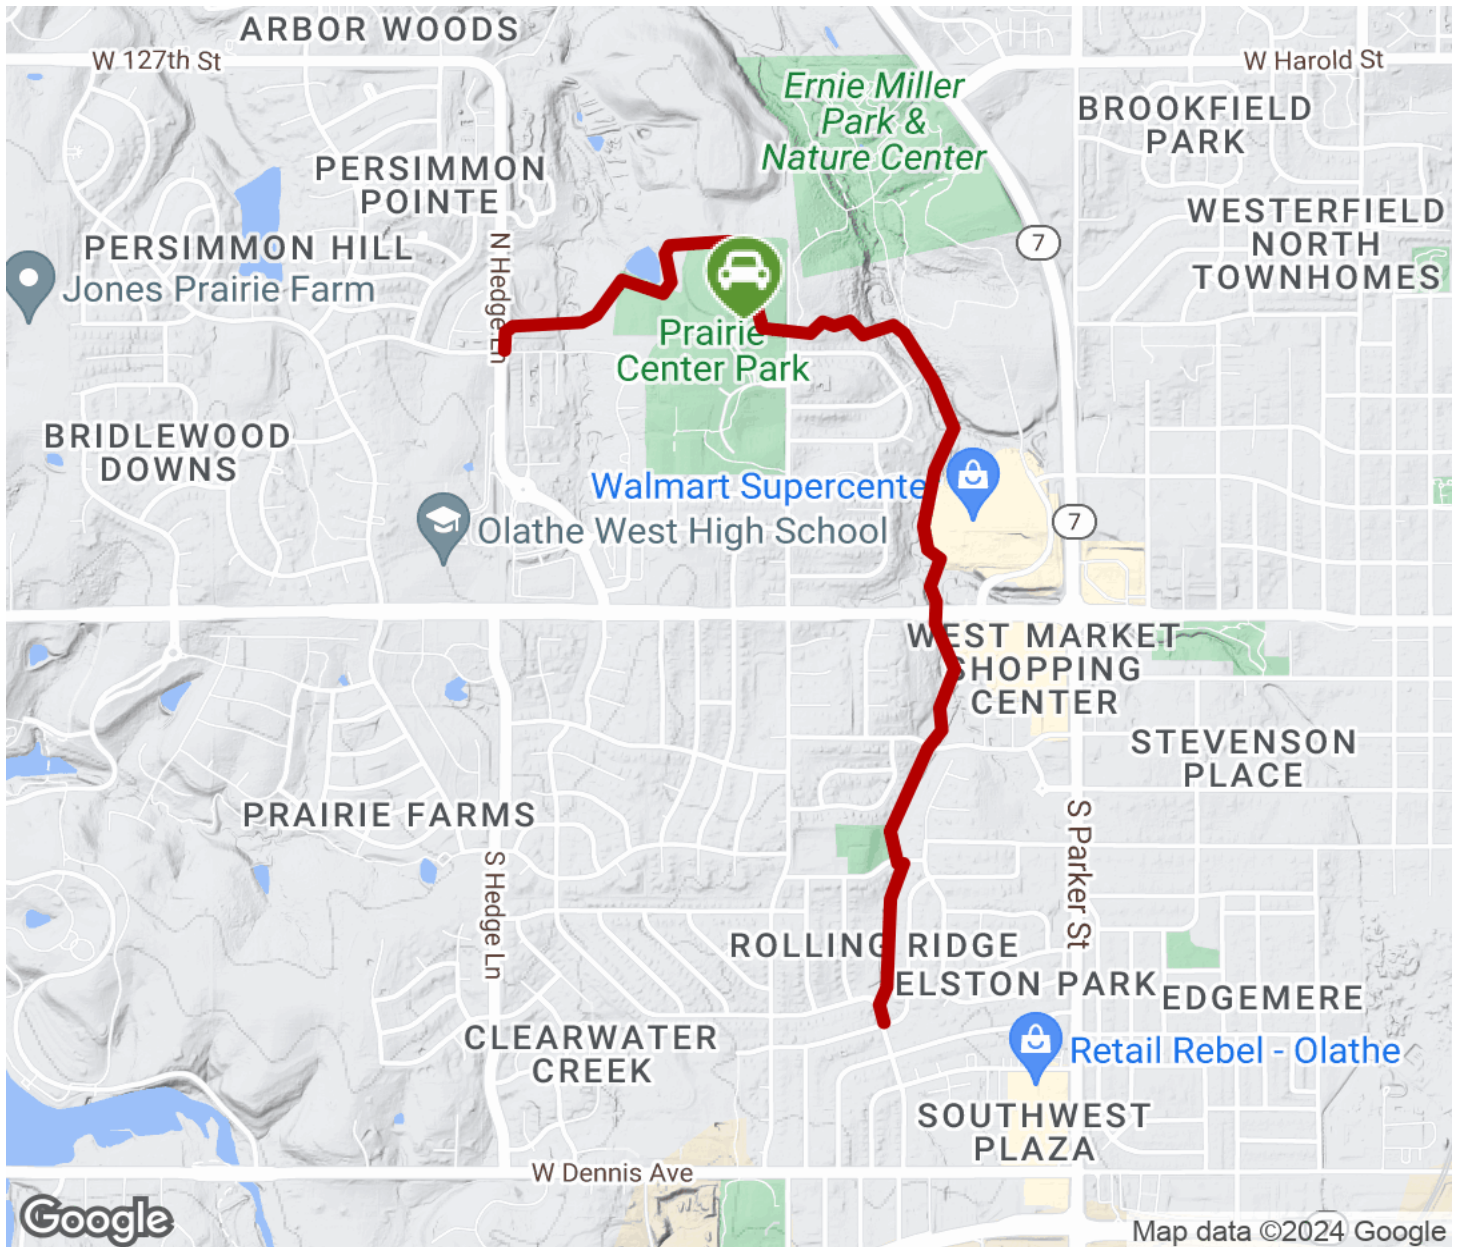 ARBOR WOODS
W 127th St
W Harold St
Ernie Miller
Park &
Nature Center
BROOKFIELD
PARK
PERSIMMON
POINTE
WESTERFIELD
NORTH
TOWNHOMES
PERSIMMON HILL
N Hedge Ln
7
Jones Prairie Farm
Prairie
Center Park
BRIDLEWOOD
DOWNS
Walmart Supercente
7
Olathe West High School
WEST MARKET
SHOPPING
CENTER
STEVENSON
PLACE
PRAIRIE FARMS
S Parker St
S Hedge Ln
ROLLING RIDGE
ELSTON PARK
EDGEMERE
CLEARWATER
CREEK
Retail Rebel - Olathe
SOUTHWEST
PLAZA
W Dennis Ave
Google
Map data ©2024 Google